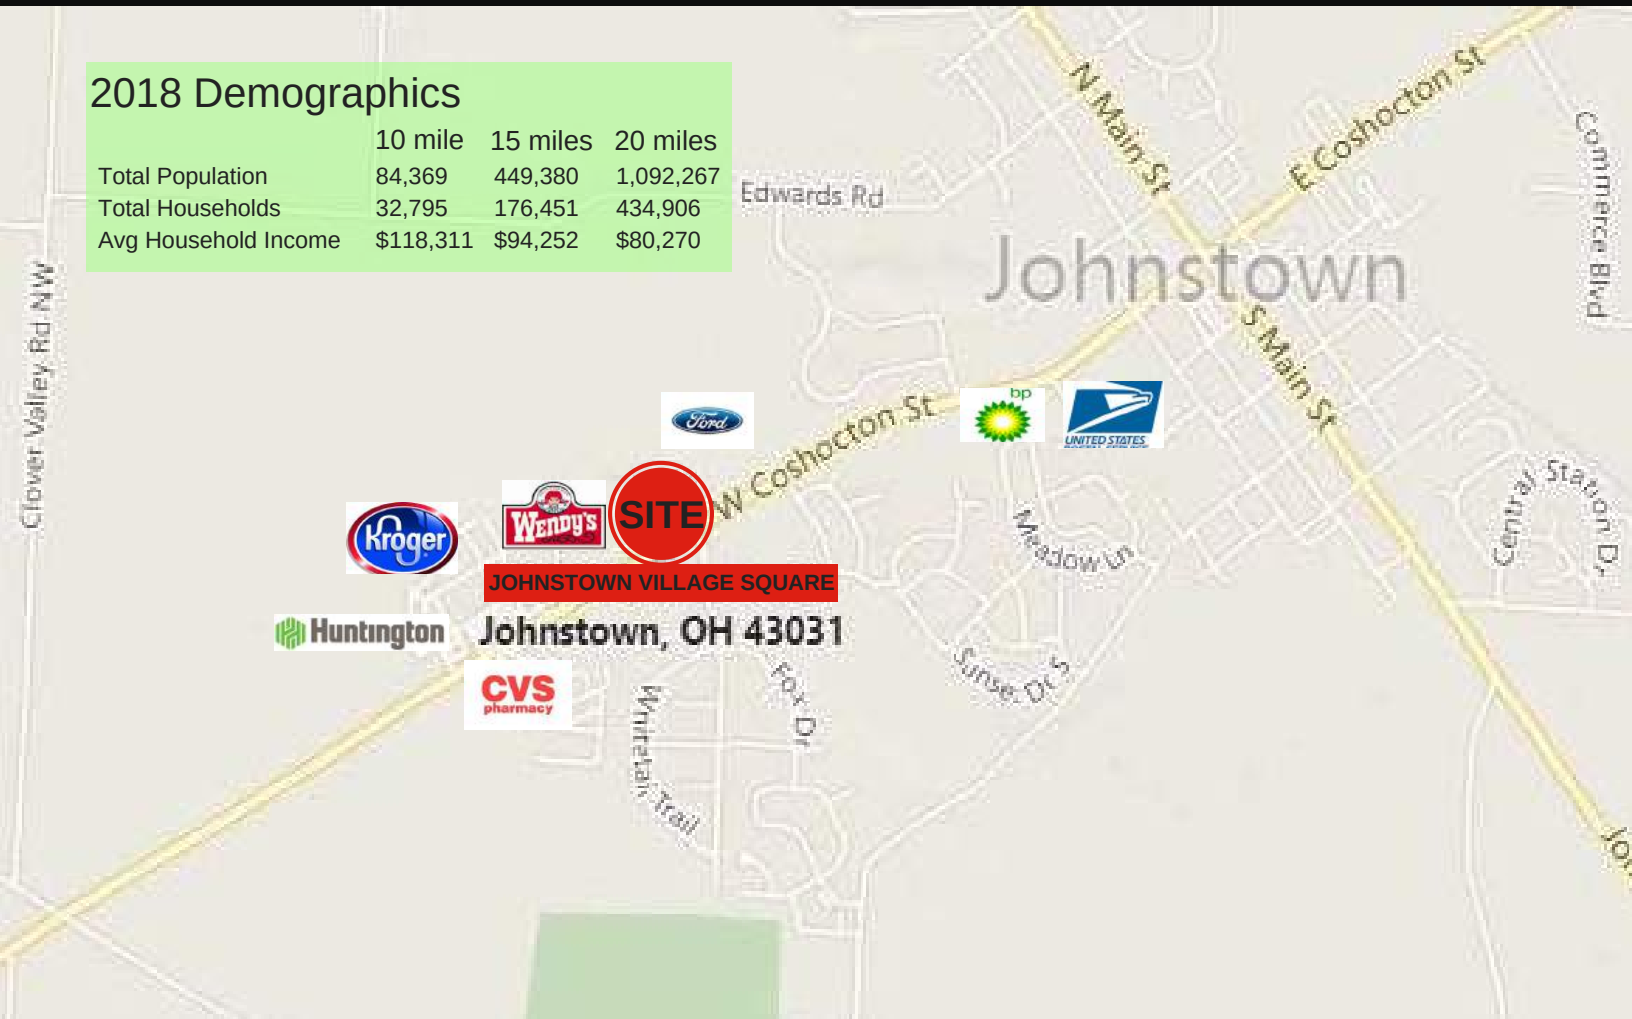 2018 Demographics
10 mile 15 miles 20 miles
Total Population 84,369 449,380 1,092,267
Total Households 32,795 176,451 434,906
Avg Household Income $118,311 $94,252 $80,270
Edwards Rd
N Main St
E Coshocton St
Commerce Blvd
Johnstown
Clover Valley Rd NW
S Main St
Ford
W Coshocton St
bp
UNITED STATES
POSTAL SERVICE
Kroger
WENDY'S
SITE
JOHNSTOWN VILLAGE SQUARE
Meadow Ln
Central Station Dr
Huntington
Johnstown, OH 43031
CVS
pharmacy
Sunset Dr S
Fox Dr
Whitetail Trail